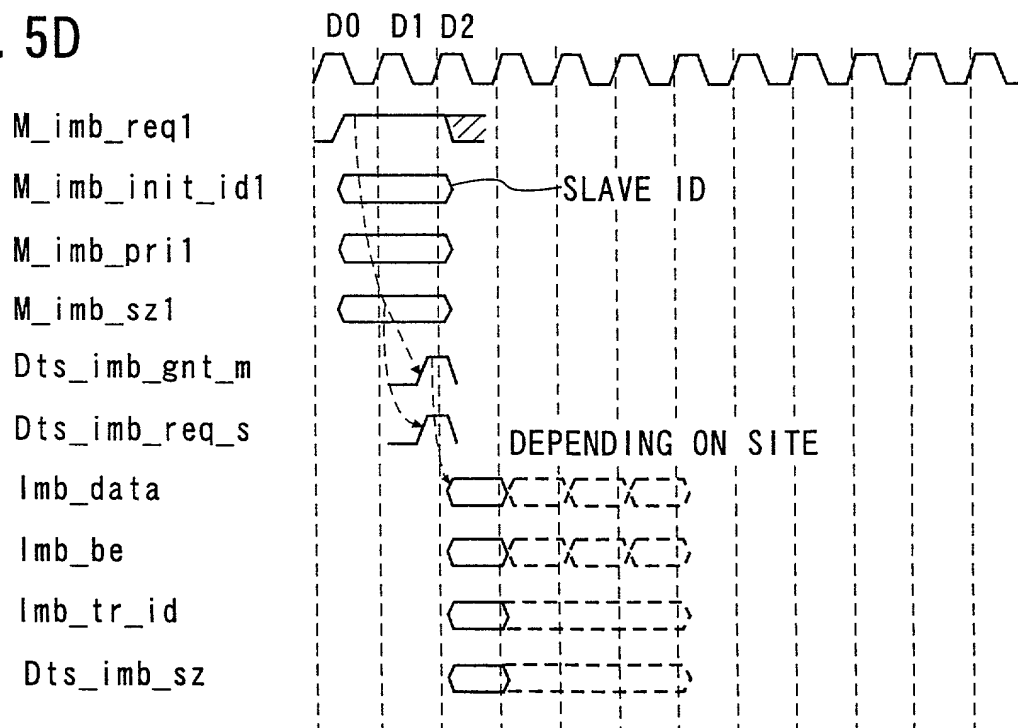 . 5D
D0 D1 D2
M_imb_req1
M_imb_init_id1
SLAVE ID
M_imb_pri1
M_imb_sz1
Dts_imb_gnt_m
Dts_imb_req_s
DEPENDING ON SITE
Imb_data
Imb_be
Imb_tr_id
Dts_imb_sz